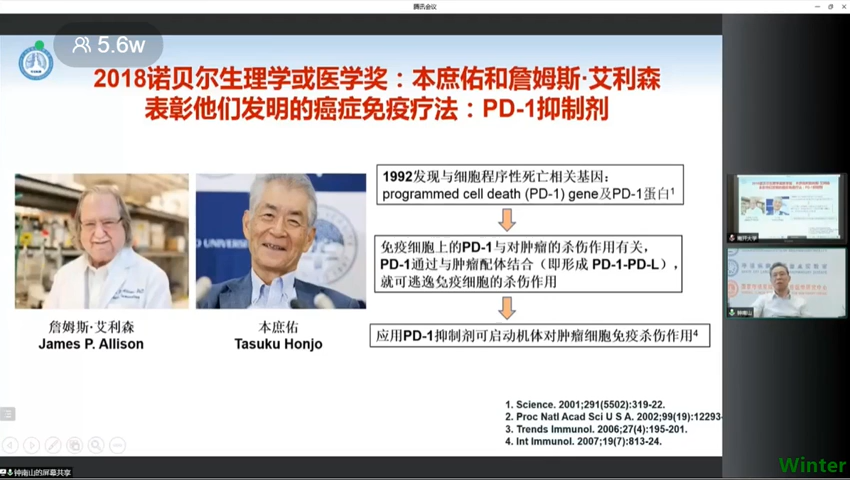 腾讯会议
5.6w
2018诺贝尔生理学或医学奖：本庶佑和詹姆斯·艾利森
表彰他们发明的癌症免疫疗法：PD-1抑制剂
1992发现与细胞程序性死亡相关基因：
programmed cell death (PD-1) gene及PD-1蛋白1
免疫细胞上的PD-1与对肿瘤的杀伤作用有关，
PD-1通过与肿瘤配体结合（即形成 PD-1-PD-L），
就可逃逸免疫细胞的杀伤作用
应用PD-1抑制剂可启动机体对肿瘤细胞免疫杀伤作用4
詹姆斯·艾利森
James P. Allison
本庶佑
Tasuku Honjo
1. Science. 2001;291(5502):319-22.
2. Proc Natl Acad Sci U S A. 2002;99(19):12293-
3. Trends Immunol. 2006;27(4):195-201.
4. Int Immunol. 2007;19(7):813-24.
南开大学
钟南山
钟南山的屏幕共享
Winter